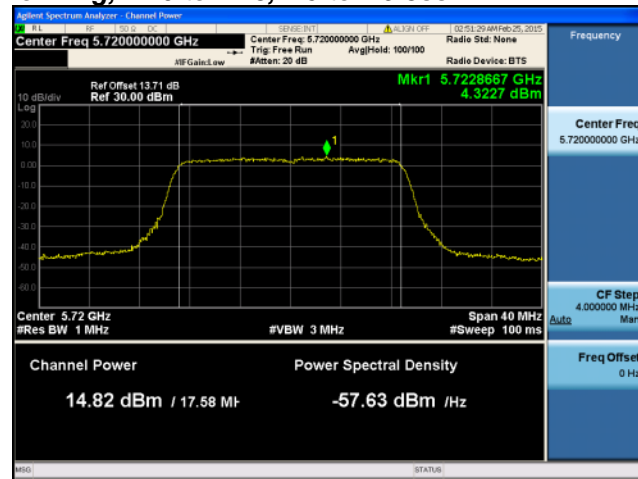 Agilent Spectrum Analyzer - Channel Power
RL RF 50 Ω DC SENSE:INT ALIGN OFF 02:51:29 AM Feb 25, 2015
Center Freq 5.720000000 GHz
#IFGain:Low
Center Freq: 5.720000000 GHz
Trig: Free Run Avg|Hold: 100/100
#Atten: 20 dB
Radio Std: None
Radio Device: BTS
Frequency
Ref Offset 13.71 dB
10 dB/div Ref 30.00 dBm
Mkr1 5.7228667 GHz
4.3227 dBm
Log
20.0
10.0
0.00
-10.0
-20.0
-30.0
-40.0
-50.0
-60.0
1
Center Freq
5.720000000 GHz
Center 5.72 GHz Span 40 MHz
#Res BW 1 MHz #VBW 3 MHz #Sweep 100 ms
CF Step
4.000000 MHz
Auto Man
Channel Power Power Spectral Density
14.82 dBm / 17.58 MH
-57.63 dBm /Hz
Freq Offset
0 Hz
MSG STATUS